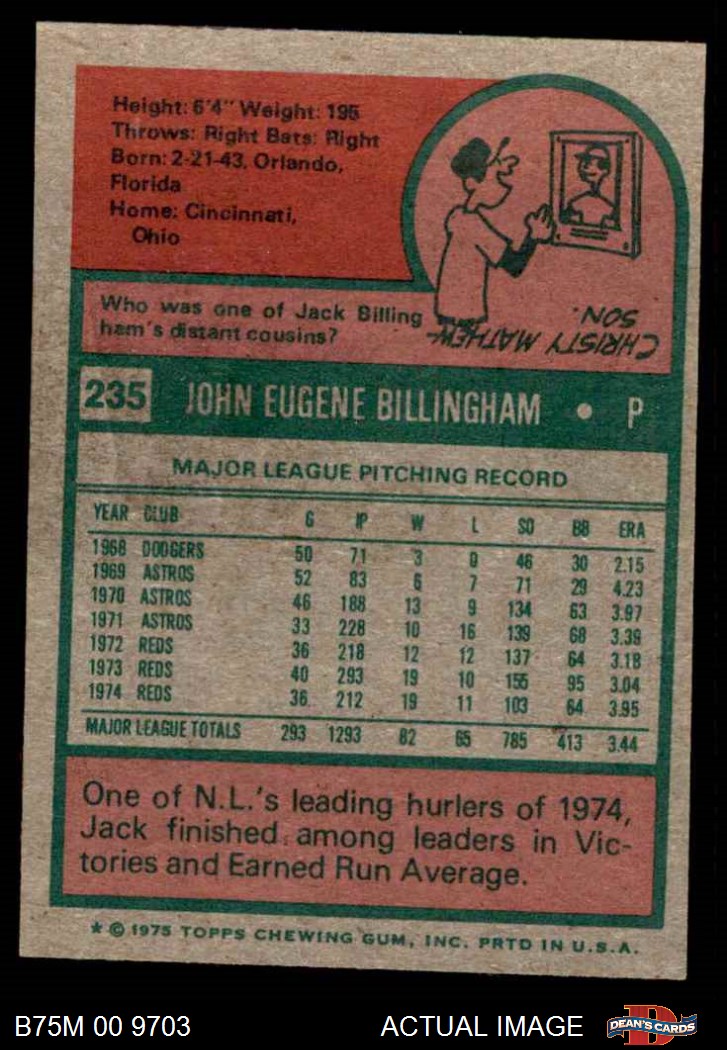 Height: 6'4" Weight: 195
Throws: Right Bats: Right
Born: 2-21-43. Orlando,
Florida
Home: Cincinnati,
Ohio
Who was one of Jack Billing
ham's distant cousins?
CHRISTY MATHEW-
SON.
235 JOHN EUGENE BILLINGHAM • P
MAJOR LEAGUE PITCHING RECORD
YEAR CLUB G IP W L SO BB ERA
1968 DODGERS 50 71 3 0 46 30 2.15
1969 ASTROS 52 83 6 7 71 29 4.23
1970 ASTROS 46 188 13 9 134 63 3.97
1971 ASTROS 33 228 10 16 139 68 3.39
1972 REDS 36 218 12 12 137 64 3.18
1973 REDS 40 293 19 10 155 95 3.04
1974 REDS 36 212 19 11 103 64 3.95
MAJOR LEAGUE TOTALS 293 1293 82 65 785 413 3.44
One of N.L.'s leading hurlers of 1974,
Jack finished among leaders in Vic-
tories and Earned Run Average.
* © 1975 TOPPS CHEWING GUM, INC. PRTD IN U.S.A.
B75M 00 9703 ACTUAL IMAGE D DEAN'S CARDS